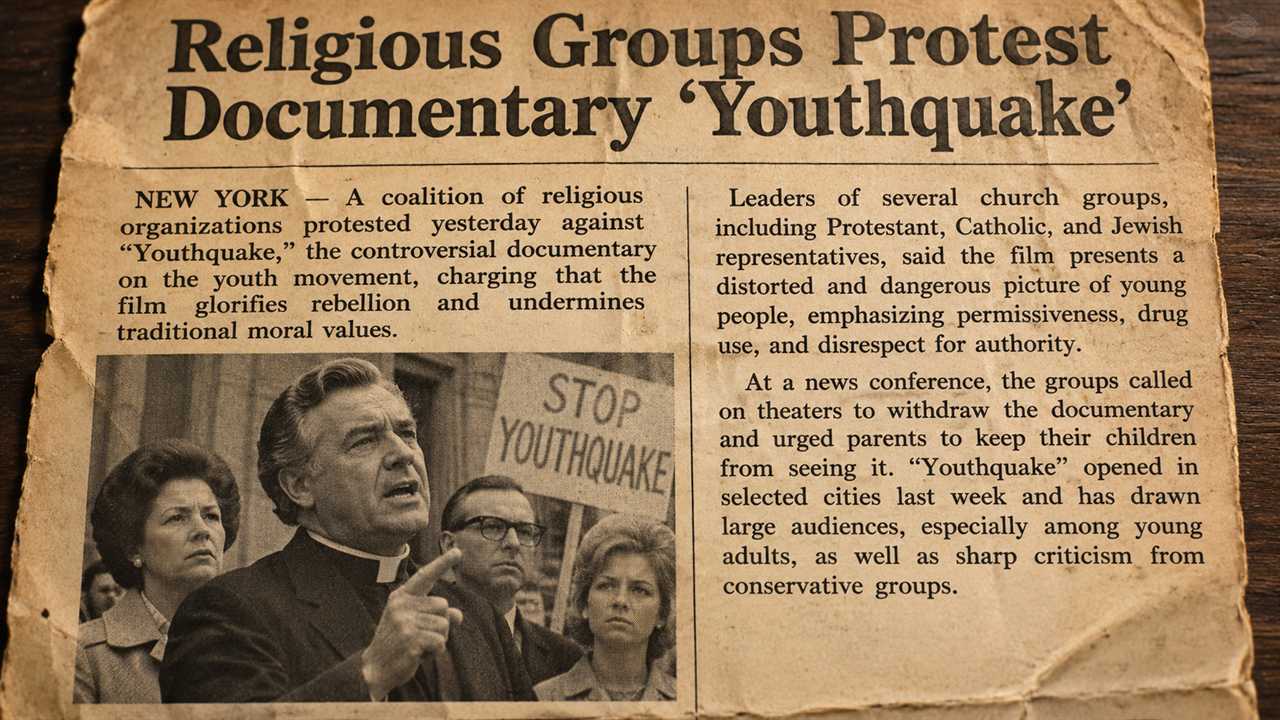 Religious Groups Protest
Documentary ‘Youthquake’
NEW YORK — A coalition of religious
organizations protested yesterday against
“Youthquake,” the controversial documentary
on the youth movement, charging that the
film glorifies rebellion and undermines
traditional moral values.
STOP
YOUTHQUAKE
Leaders of several church groups,
including Protestant, Catholic, and Jewish
representatives, said the film presents a
distorted and dangerous picture of young
people, emphasizing permissiveness, drug
use, and disrespect for authority.
At a news conference, the groups called
on theaters to withdraw the documentary
and urged parents to keep their children
from seeing it. “Youthquake” opened in
selected cities last week and has drawn
large audiences, especially among young
adults, as well as sharp criticism from
conservative groups.